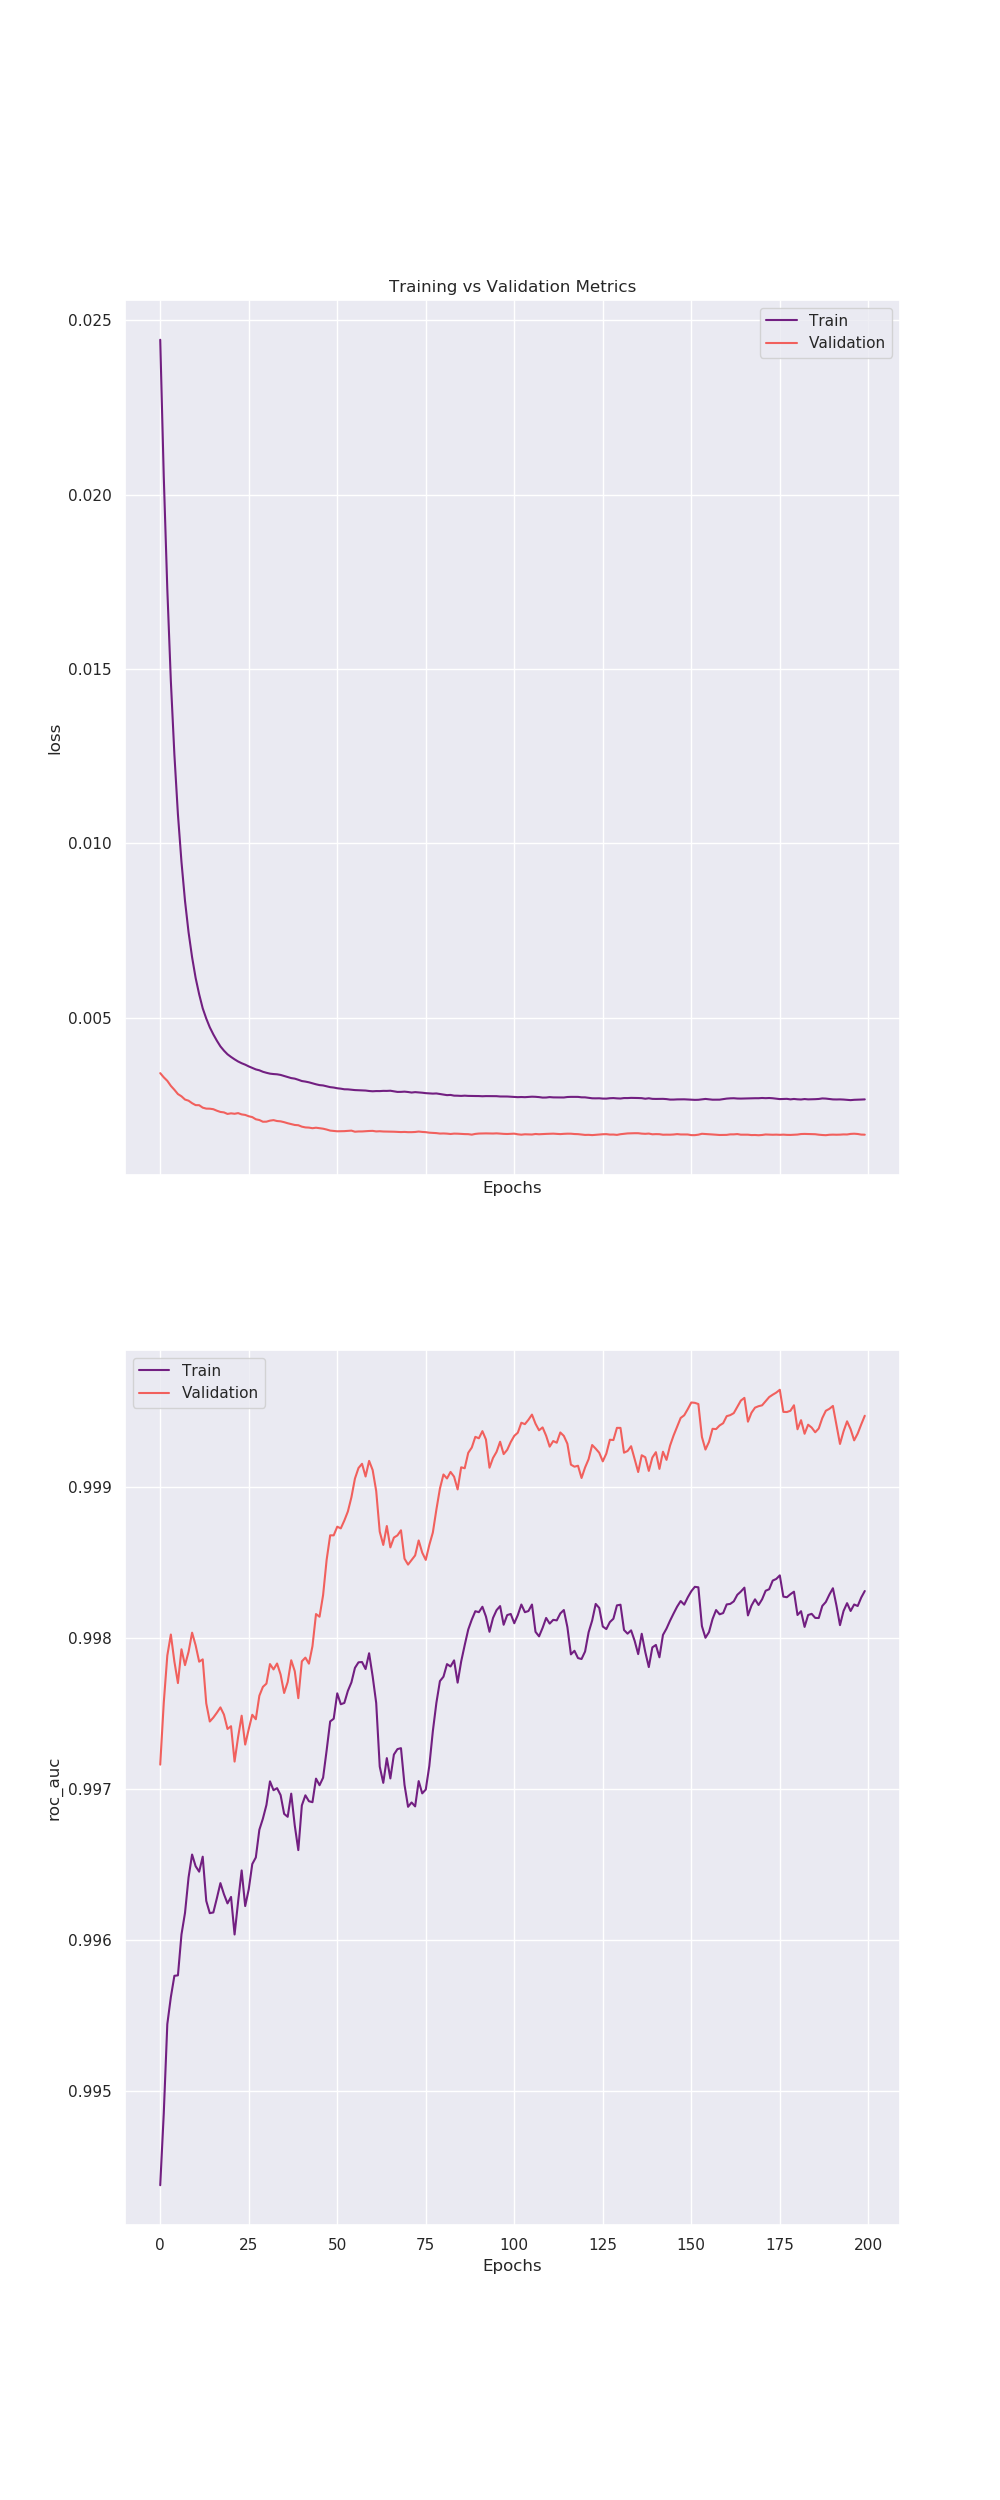 Training vs Validation Metrics
Train
Validation
0.025
0.020
0.015
0.010
0.005
loss
Epochs
Train
Validation
0.999
0.998
0.997
0.996
0.995
roc_auc
0 25 50 75 100 125 150 175 200
Epochs